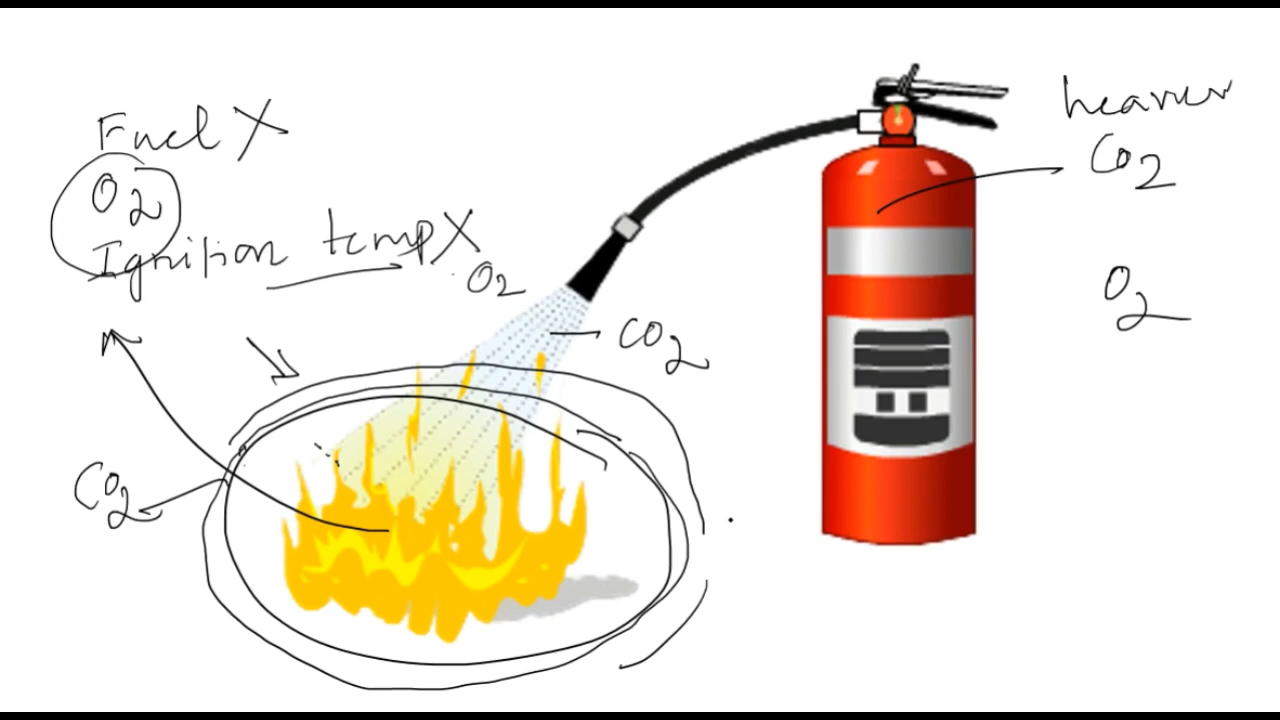 Fuel X
O2
Ignition temp X
O2
CO2
CO2
heavier
CO2
O2